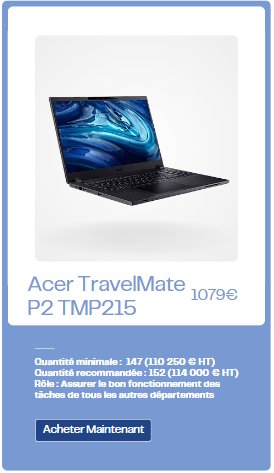 Acer TravelMate
P2 TMP215
1079€
Quantité minimale : 147 (110 250 € HT)
Quantité recommandée : 152 (114 000 € HT)
Rôle : Assurer le bon fonctionnement des
tâches de tous les autres départements
Acheter Maintenant